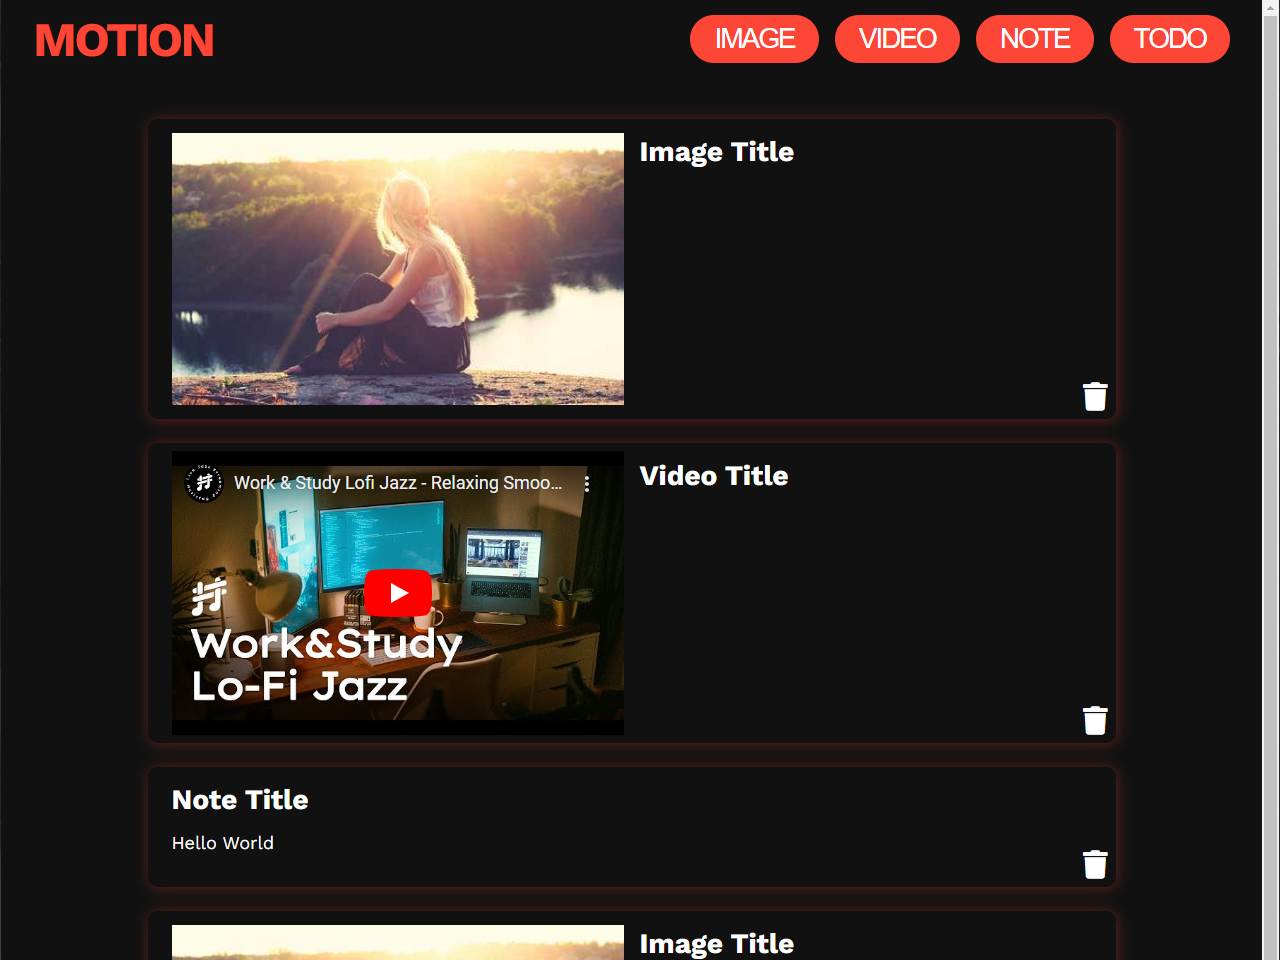 MOTION
IMAGE
VIDEO
NOTE
TODO
Image Title
Work & Study Lofi Jazz - Relaxing Smoo...
Work&Study
Lo-Fi Jazz
Video Title
Note Title
Hello World
Image Title